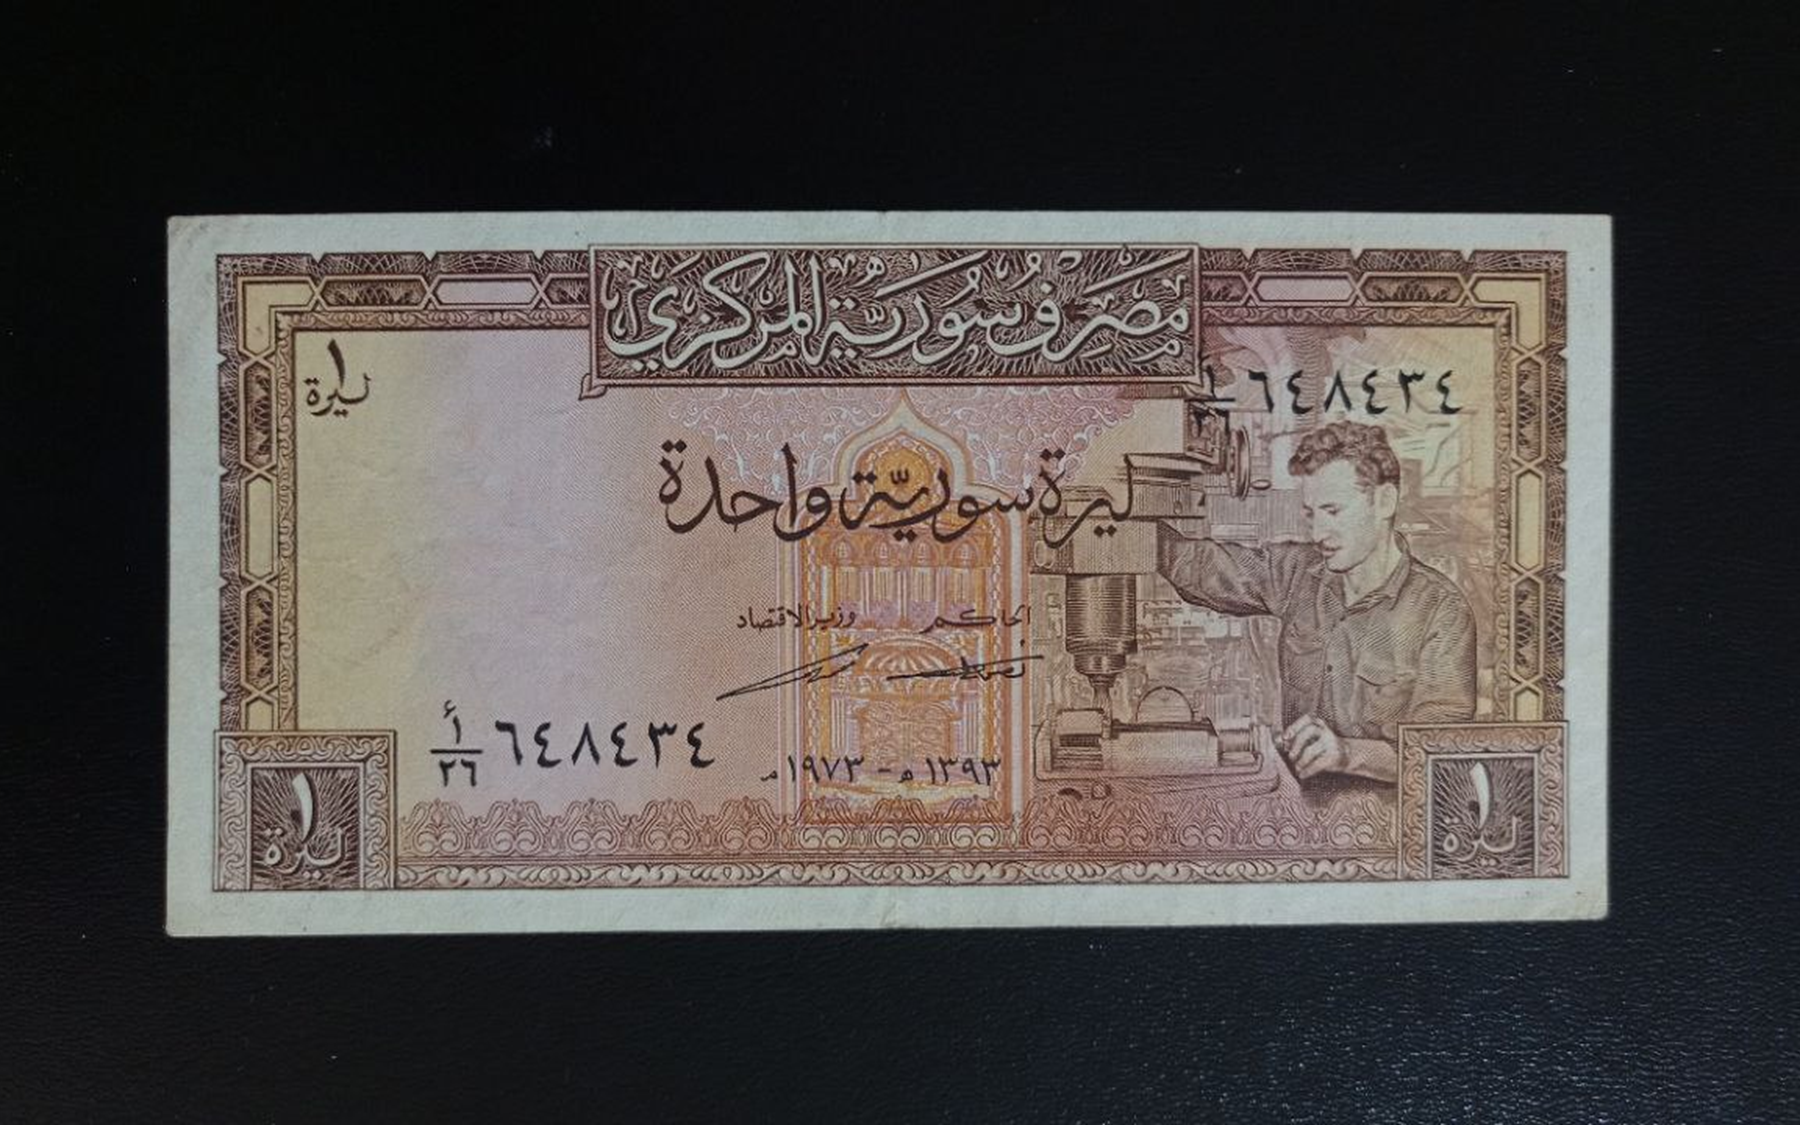 مصرف سورية المركزي
١
ليرة
أ/٢٦ ٦٤٨٤٣٤
ليرة سورية واحدة
الحاكم وزير الاقتصاد
أ/٢٦ ٦٤٨٤٣٤
١٣٩٣ هـ - ١٩٧٣ م
١
ليرة
١
ليرة